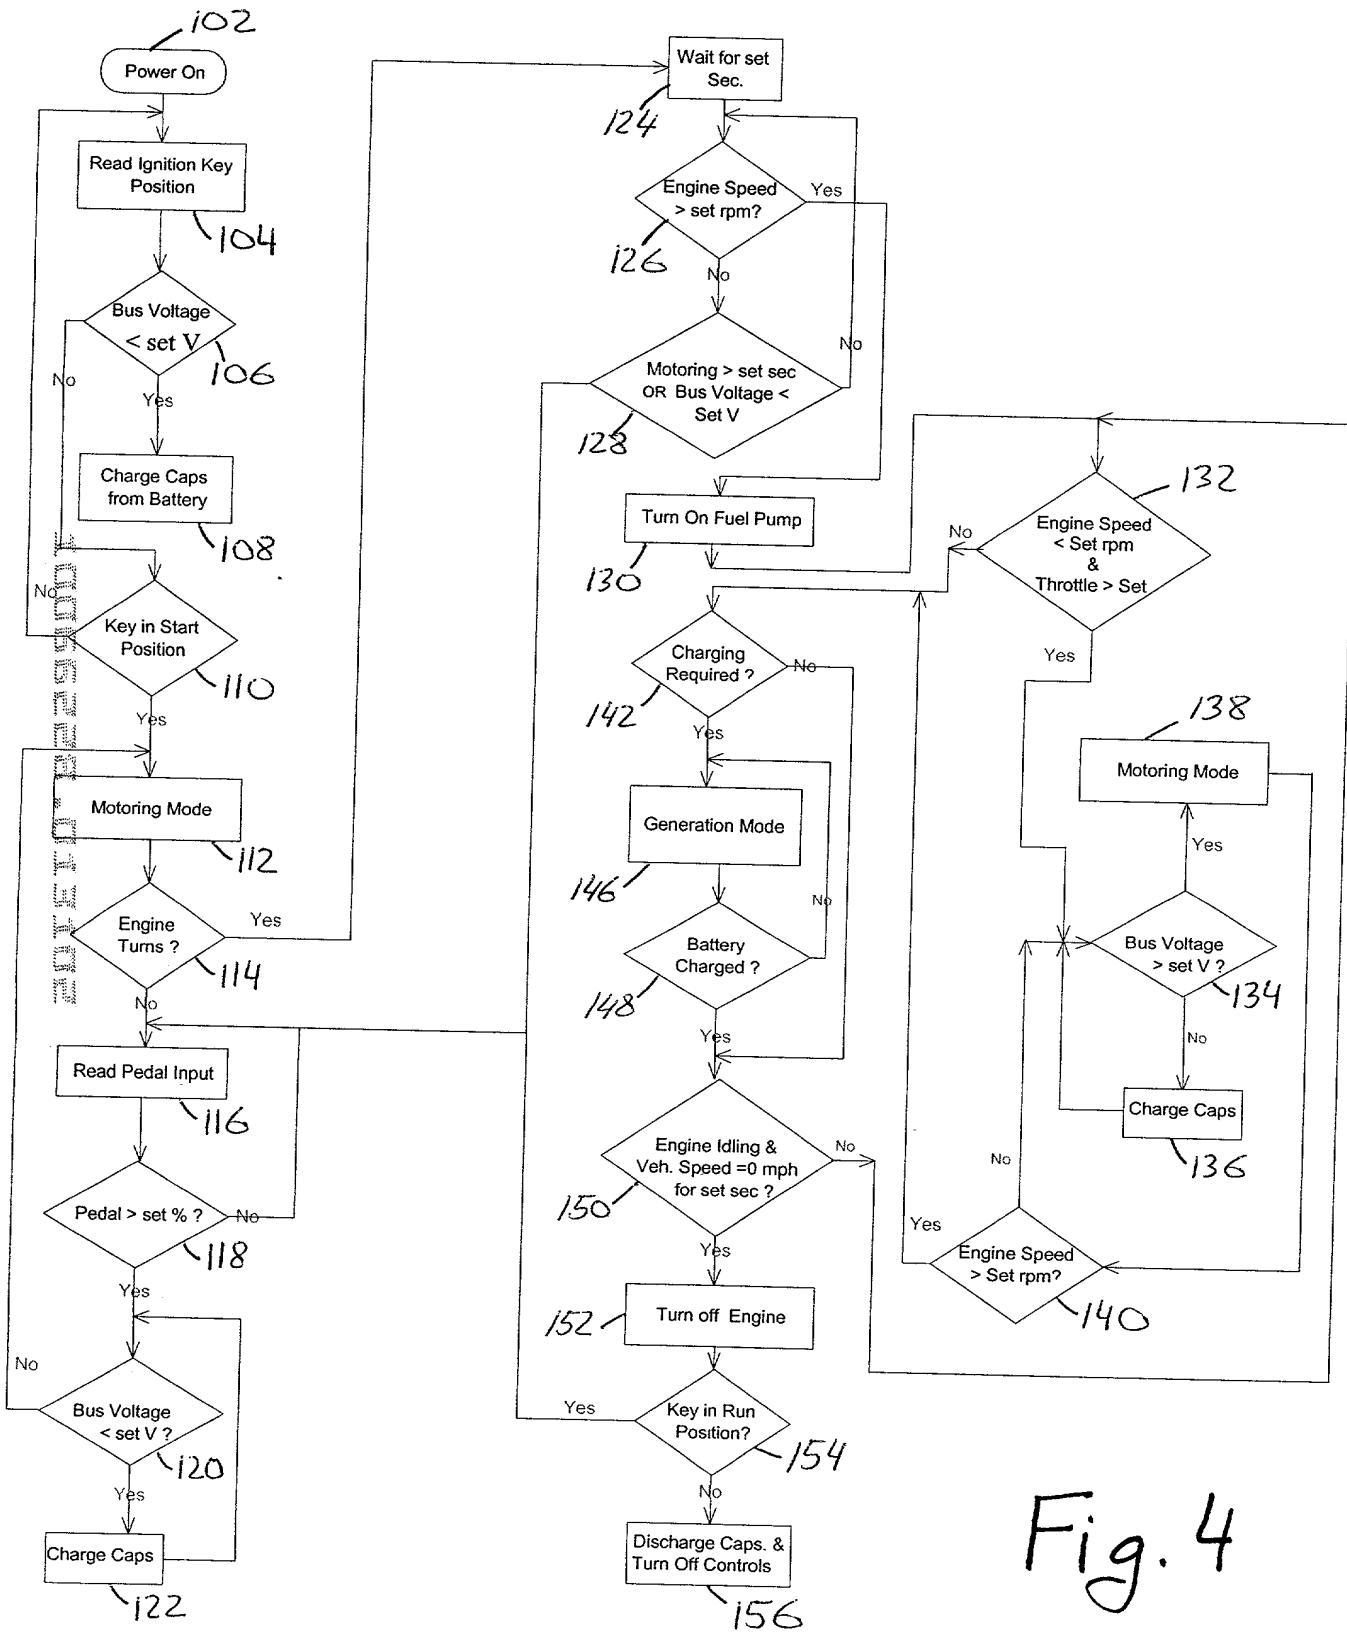 102
Power On
Read Ignition Key
Position
104
Bus Voltage
< set V
106
No
Yes
Charge Caps
from Battery
108
No
Key in Start
Position
110
Yes
Motoring Mode
112
Engine
Turns ?
Yes
114
No
Read Pedal Input
116
Pedal > set % ?
No
118
Yes
No
Bus Voltage
< set V ?
120
Yes
Charge Caps
122
Wait for set
Sec.
124
Engine Speed
> set rpm?
Yes
126
No
No
Motoring > set sec
OR Bus Voltage <
Set V
128
Turn On Fuel Pump
130
Charging
Required ?
No
142
Yes
Generation Mode
146
No
Battery
Charged ?
148
Yes
Engine Idling &
Veh. Speed =0 mph
for set sec ?
No
150
Yes
Turn off Engine
152
Key in Run
Position?
Yes
154
No
Discharge Caps. &
Turn Off Controls
156
132
Engine Speed
< Set rpm
&
Throttle > Set
No
Yes
138
Motoring Mode
Yes
Bus Voltage
> set V ?
134
No
Charge Caps
136
No
Yes
Engine Speed
> Set rpm?
140
Fig. 4